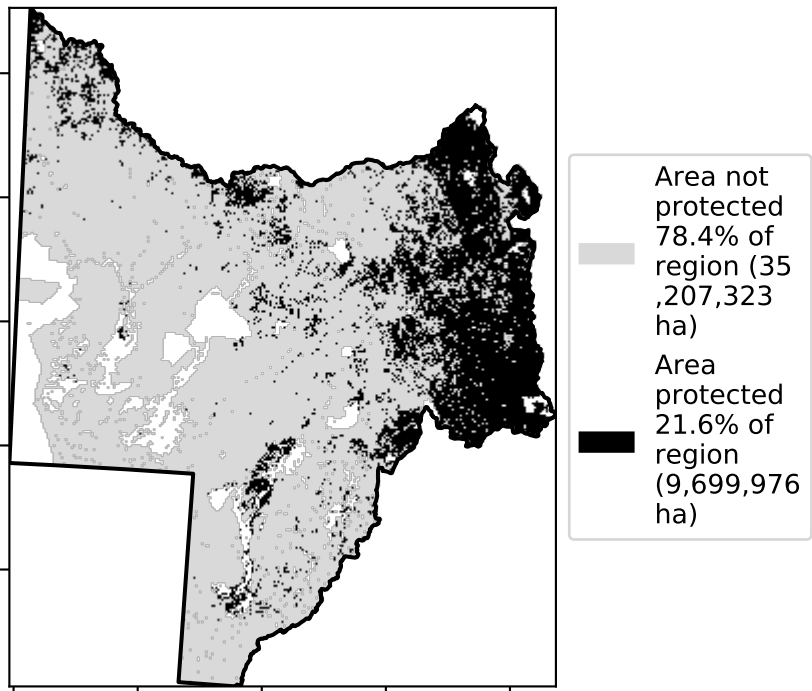 Area not
protected
78.4% of
region (35
,207,323
ha)
Area
protected
21.6% of
region
(9,699,976
ha)